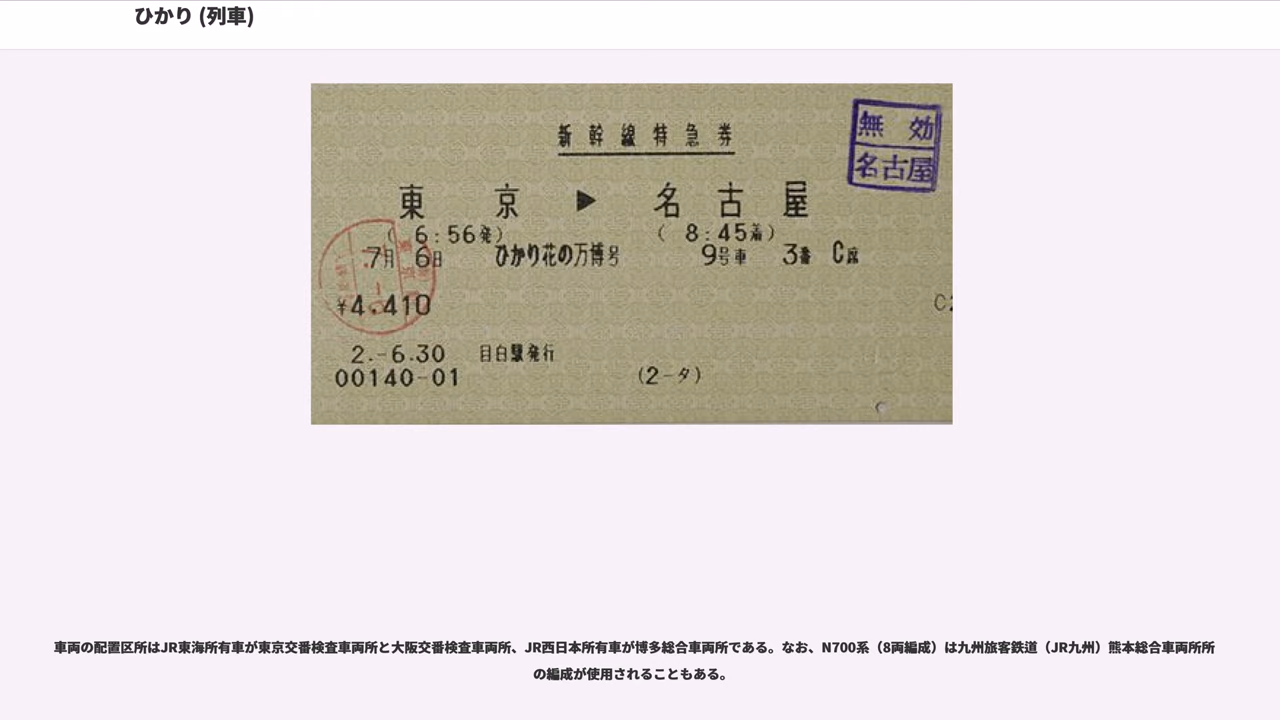 ひかり (列車)
新幹線特急券
無効
名古屋
東京 ▶ 名古屋
( 6:56発) ( 8:45着)
7月 6日 ひかり花の万博号 9号車 3番 C席
¥4.410
2.-6.30 目白駅発行
00140-01 (2-タ)
車両の配置区所はJR東海所有車が東京交番検査車両所と大阪交番検査車両所、JR西日本所有車が博多総合車両所である。なお、N700系（8両編成）は九州旅客鉄道（JR九州）熊本総合車両所所
の編成が使用されることもある。